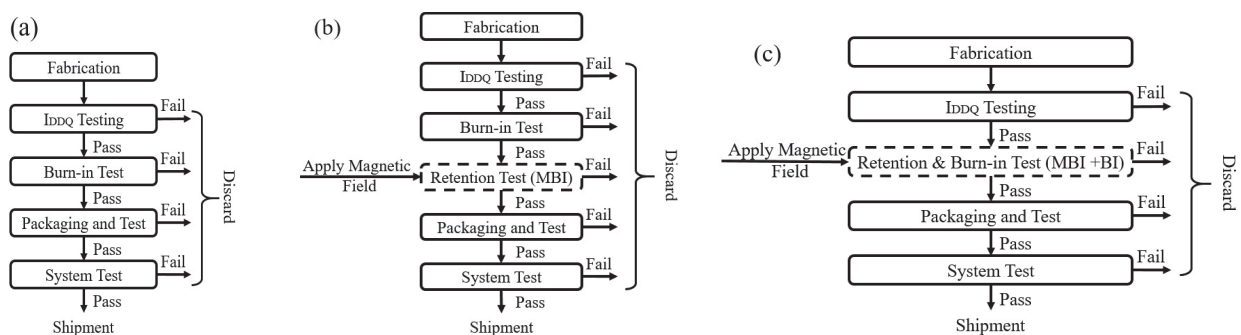 (a)
Fabrication
IDDQ Testing
Fail
Pass
Burn-in Test
Fail
Pass
Packaging and Test
Fail
Pass
System Test
Fail
Pass
Shipment
Discard
(b)
Fabrication
IDDQ Testing
Fail
Pass
Burn-in Test
Fail
Pass
Apply Magnetic
Field
Retention Test (MBI)
Fail
Pass
Packaging and Test
Fail
Pass
System Test
Fail
Pass
Shipment
Discard
(c)
Fabrication
IDDQ Testing
Fail
Pass
Apply Magnetic
Field
Retention & Burn-in Test (MBI +BI)
Fail
Pass
Packaging and Test
Fail
Pass
System Test
Fail
Pass
Shipment
Discard